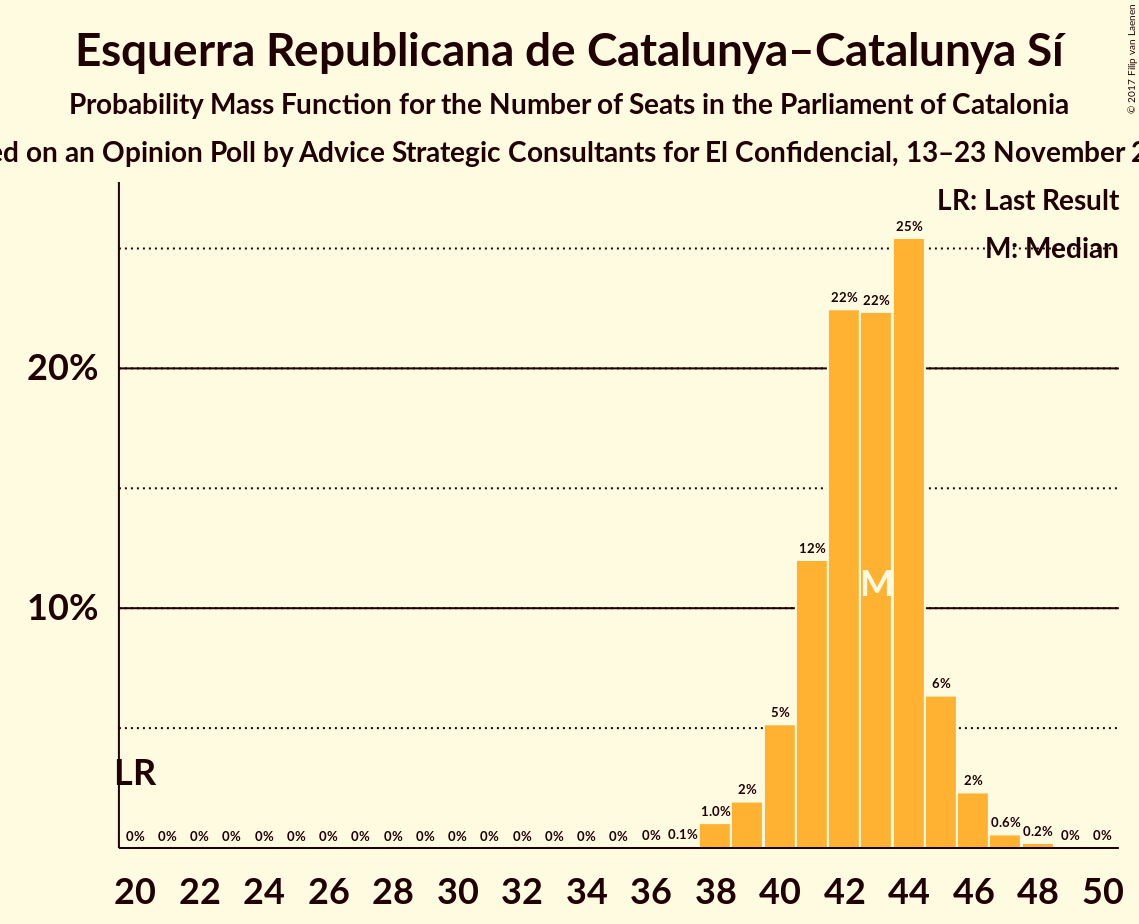 Esquerra Republicana de Catalunya–Catalunya Sí
Probability Mass Function for the Number of Seats in the Parliament of Catalonia
on an Opinion Poll by Advice Strategic Consultants for El Confidencial, 13–23 November
© 2017 Filip van Laenen
LR: Last Result
M: Median
25%
22% 22%
20%
12%
M
10%
6%
5%
LR
2% 2%
1.0%
0% 0% 0% 0% 0% 0% 0% 0% 0% 0% 0% 0% 0% 0% 0% 0% 0% 0.1% 0.6% 0.2% 0% 0%
20 22 24 26 28 30 32 34 36 38 40 42 44 46 48 50